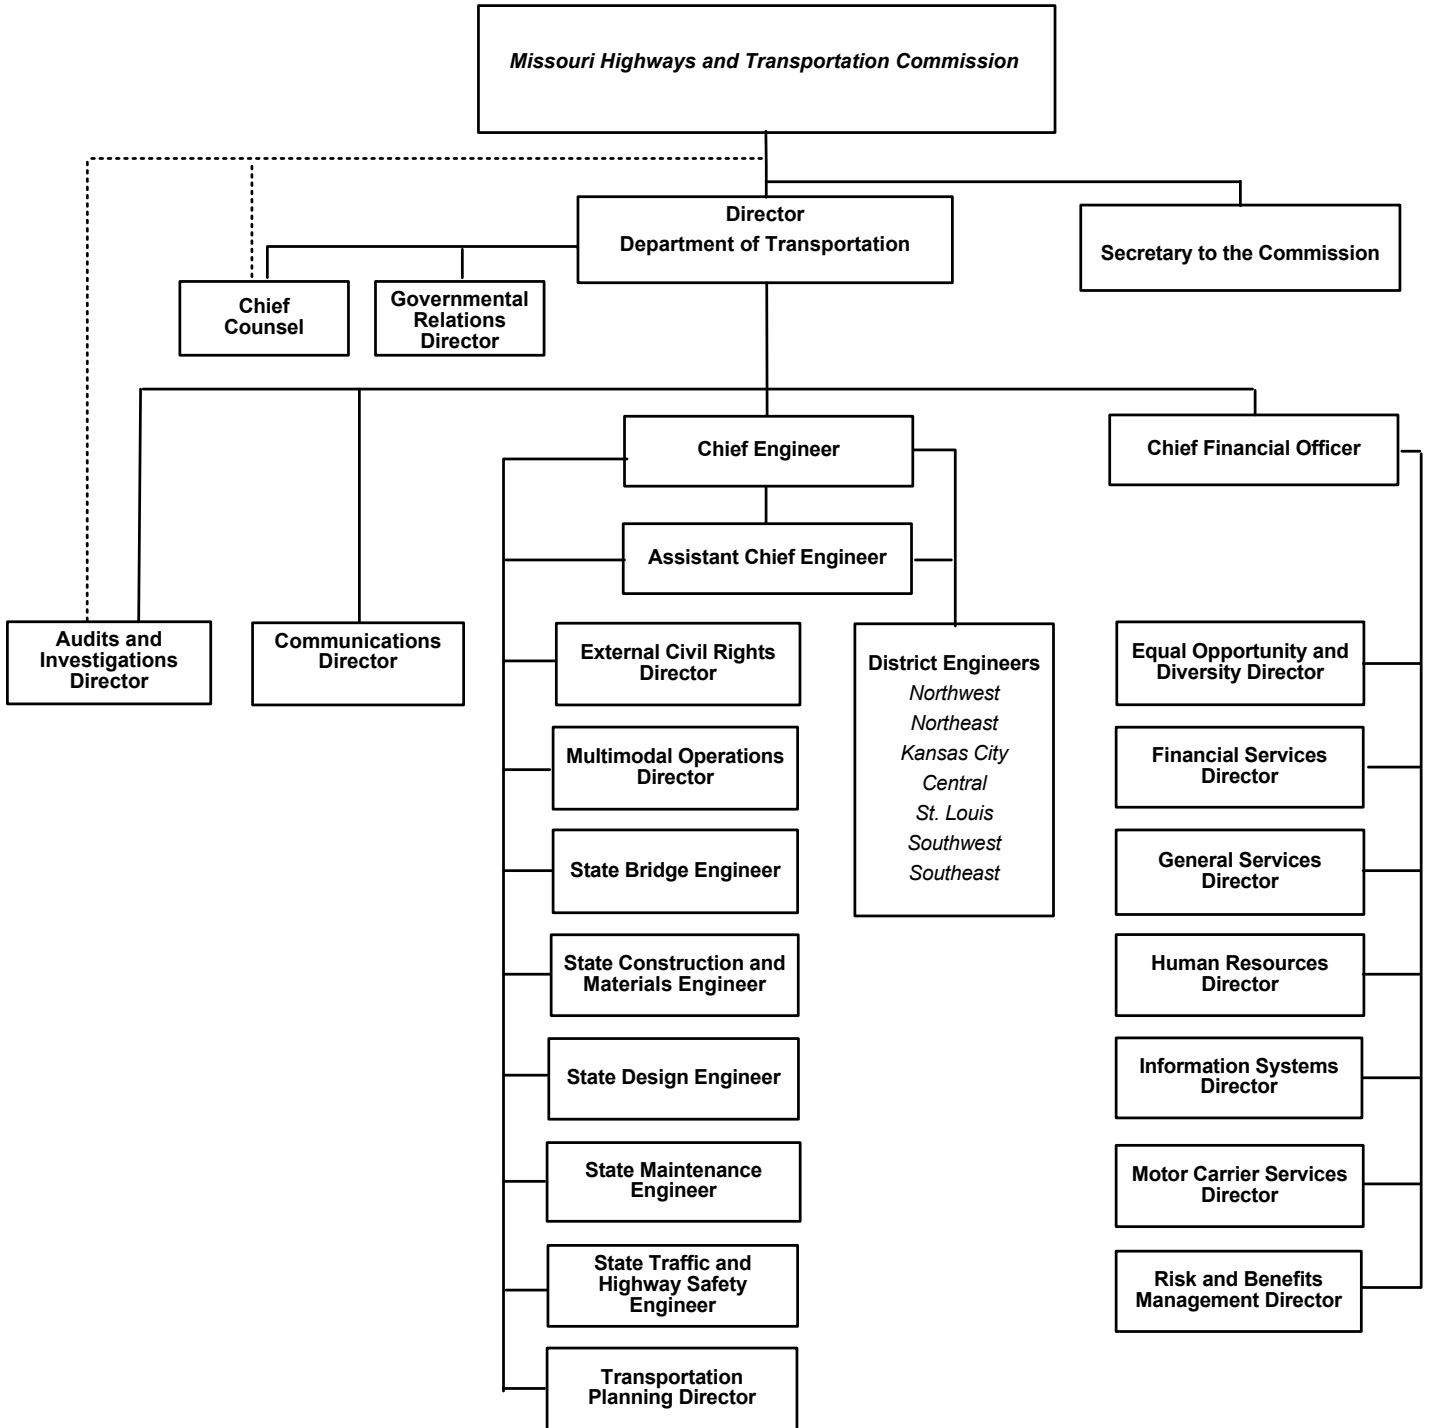 Missouri Highways and Transportation Commission
Director
Department of Transportation
Secretary to the Commission
Chief
Counsel
Governmental
Relations
Director
Chief Engineer
Chief Financial Officer
Assistant Chief Engineer
Audits and
Investigations
Director
Communications
Director
External Civil Rights
Director
Multimodal Operations
Director
State Bridge Engineer
State Construction and
Materials Engineer
State Design Engineer
State Maintenance
Engineer
State Traffic and
Highway Safety
Engineer
Transportation
Planning Director
District Engineers
Northwest
Northeast
Kansas City
Central
St. Louis
Southwest
Southeast
Equal Opportunity and
Diversity Director
Financial Services
Director
General Services
Director
Human Resources
Director
Information Systems
Director
Motor Carrier Services
Director
Risk and Benefits
Management Director